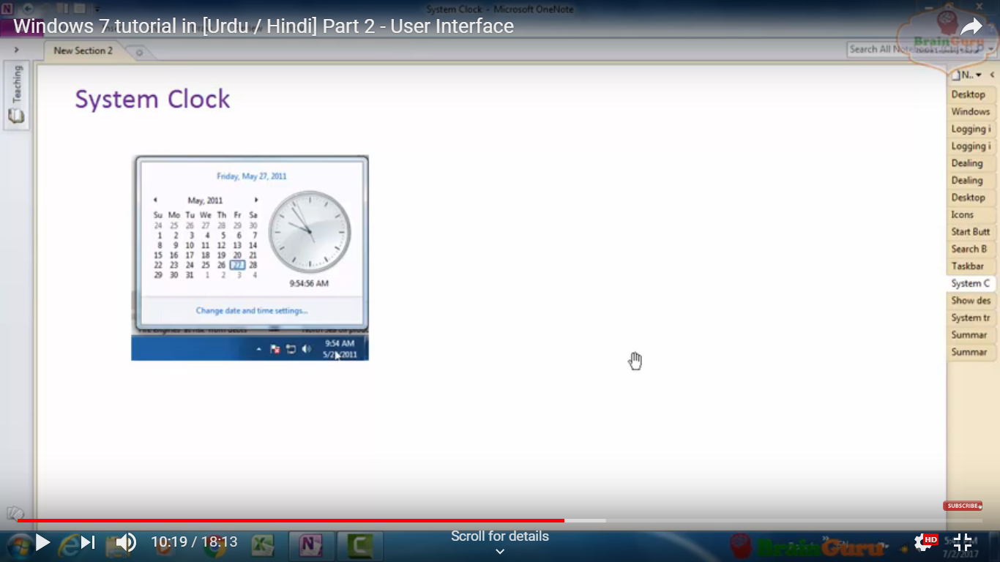 System Clock - Microsoft OneNote
Windows 7 tutorial in [Urdu / Hindi] Part 2 - User Interface
New Section 2
Search All
BrainGuru
Teaching
N..
System Clock
Desktop
Windows
Logging i
Logging i
Dealing
Dealing
Desktop
Icons
Start Butt
Search B
Taskbar
System C
Show des
System tr
Summar
Summar
Friday, May 27, 2011
May, 2011
Su Mo Tu We Th Fr Sa
24 25 26 27 28 29 30
1 2 3 4 5 6 7
8 9 10 11 12 13 14
15 16 17 18 19 20 21
22 23 24 25 26 27 28
29 30 31 1 2 3 4
9:54:56 AM
Change date and time settings...
9:54 AM
SUBSCRIBE
10:19 / 18:13
Scroll for details
HD
BrainGuru
7/2/2017